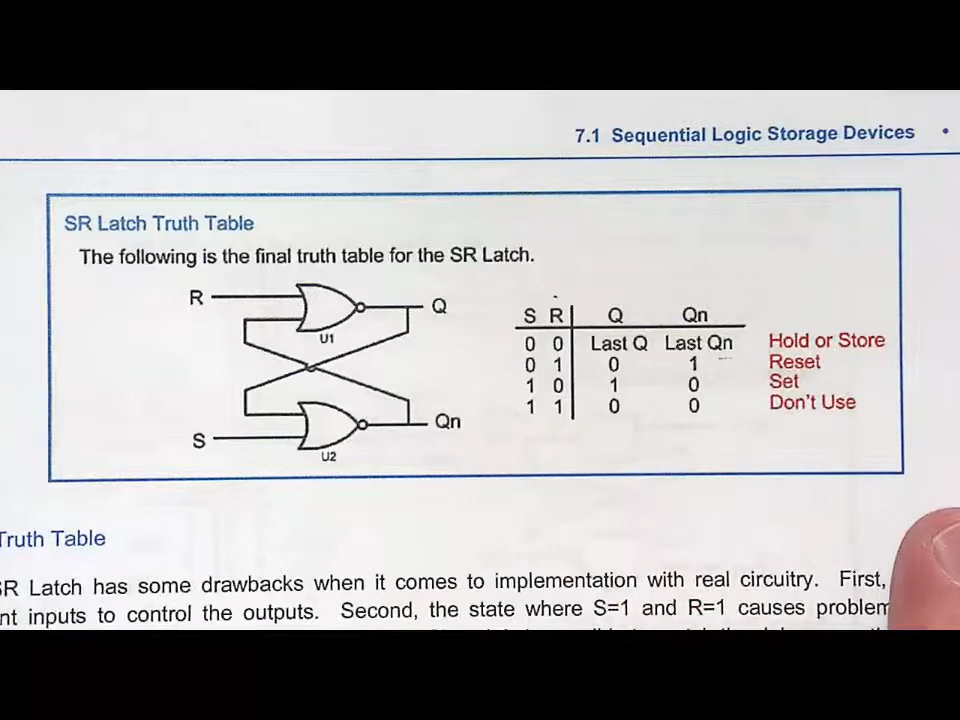 7.1 Sequential Logic Storage Devices •
SR Latch Truth Table
The following is the final truth table for the SR Latch.
R
Q
U1
Qn
S
U2
S R Q Qn
0 0 Last Q Last Qn Hold or Store
0 1 0 1 Reset
1 0 1 0 Set
1 1 0 0 Don't Use
Truth Table
SR Latch has some drawbacks when it comes to implementation with real circuitry. First,
nt inputs to control the outputs. Second, the state where S=1 and R=1 causes problem